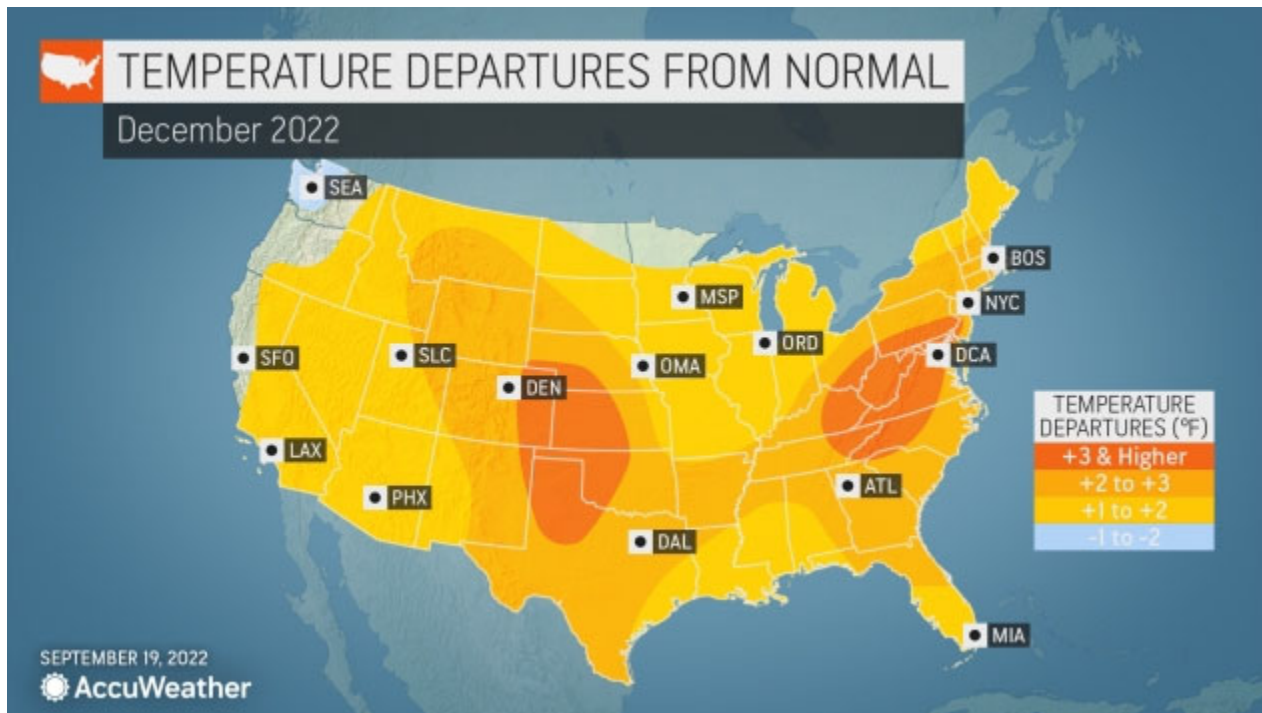 TEMPERATURE DEPARTURES FROM NORMAL
December 2022
SEA
BOS
MSP
NYC
ORD
SFO
SLC
DCA
OMA
DEN
LAX
PHX
ATL
DAL
MIA
TEMPERATURE
DEPARTURES (°F)
+3 & Higher
+2 to +3
+1 to +2
-1 to -2
SEPTEMBER 19, 2022
AccuWeather